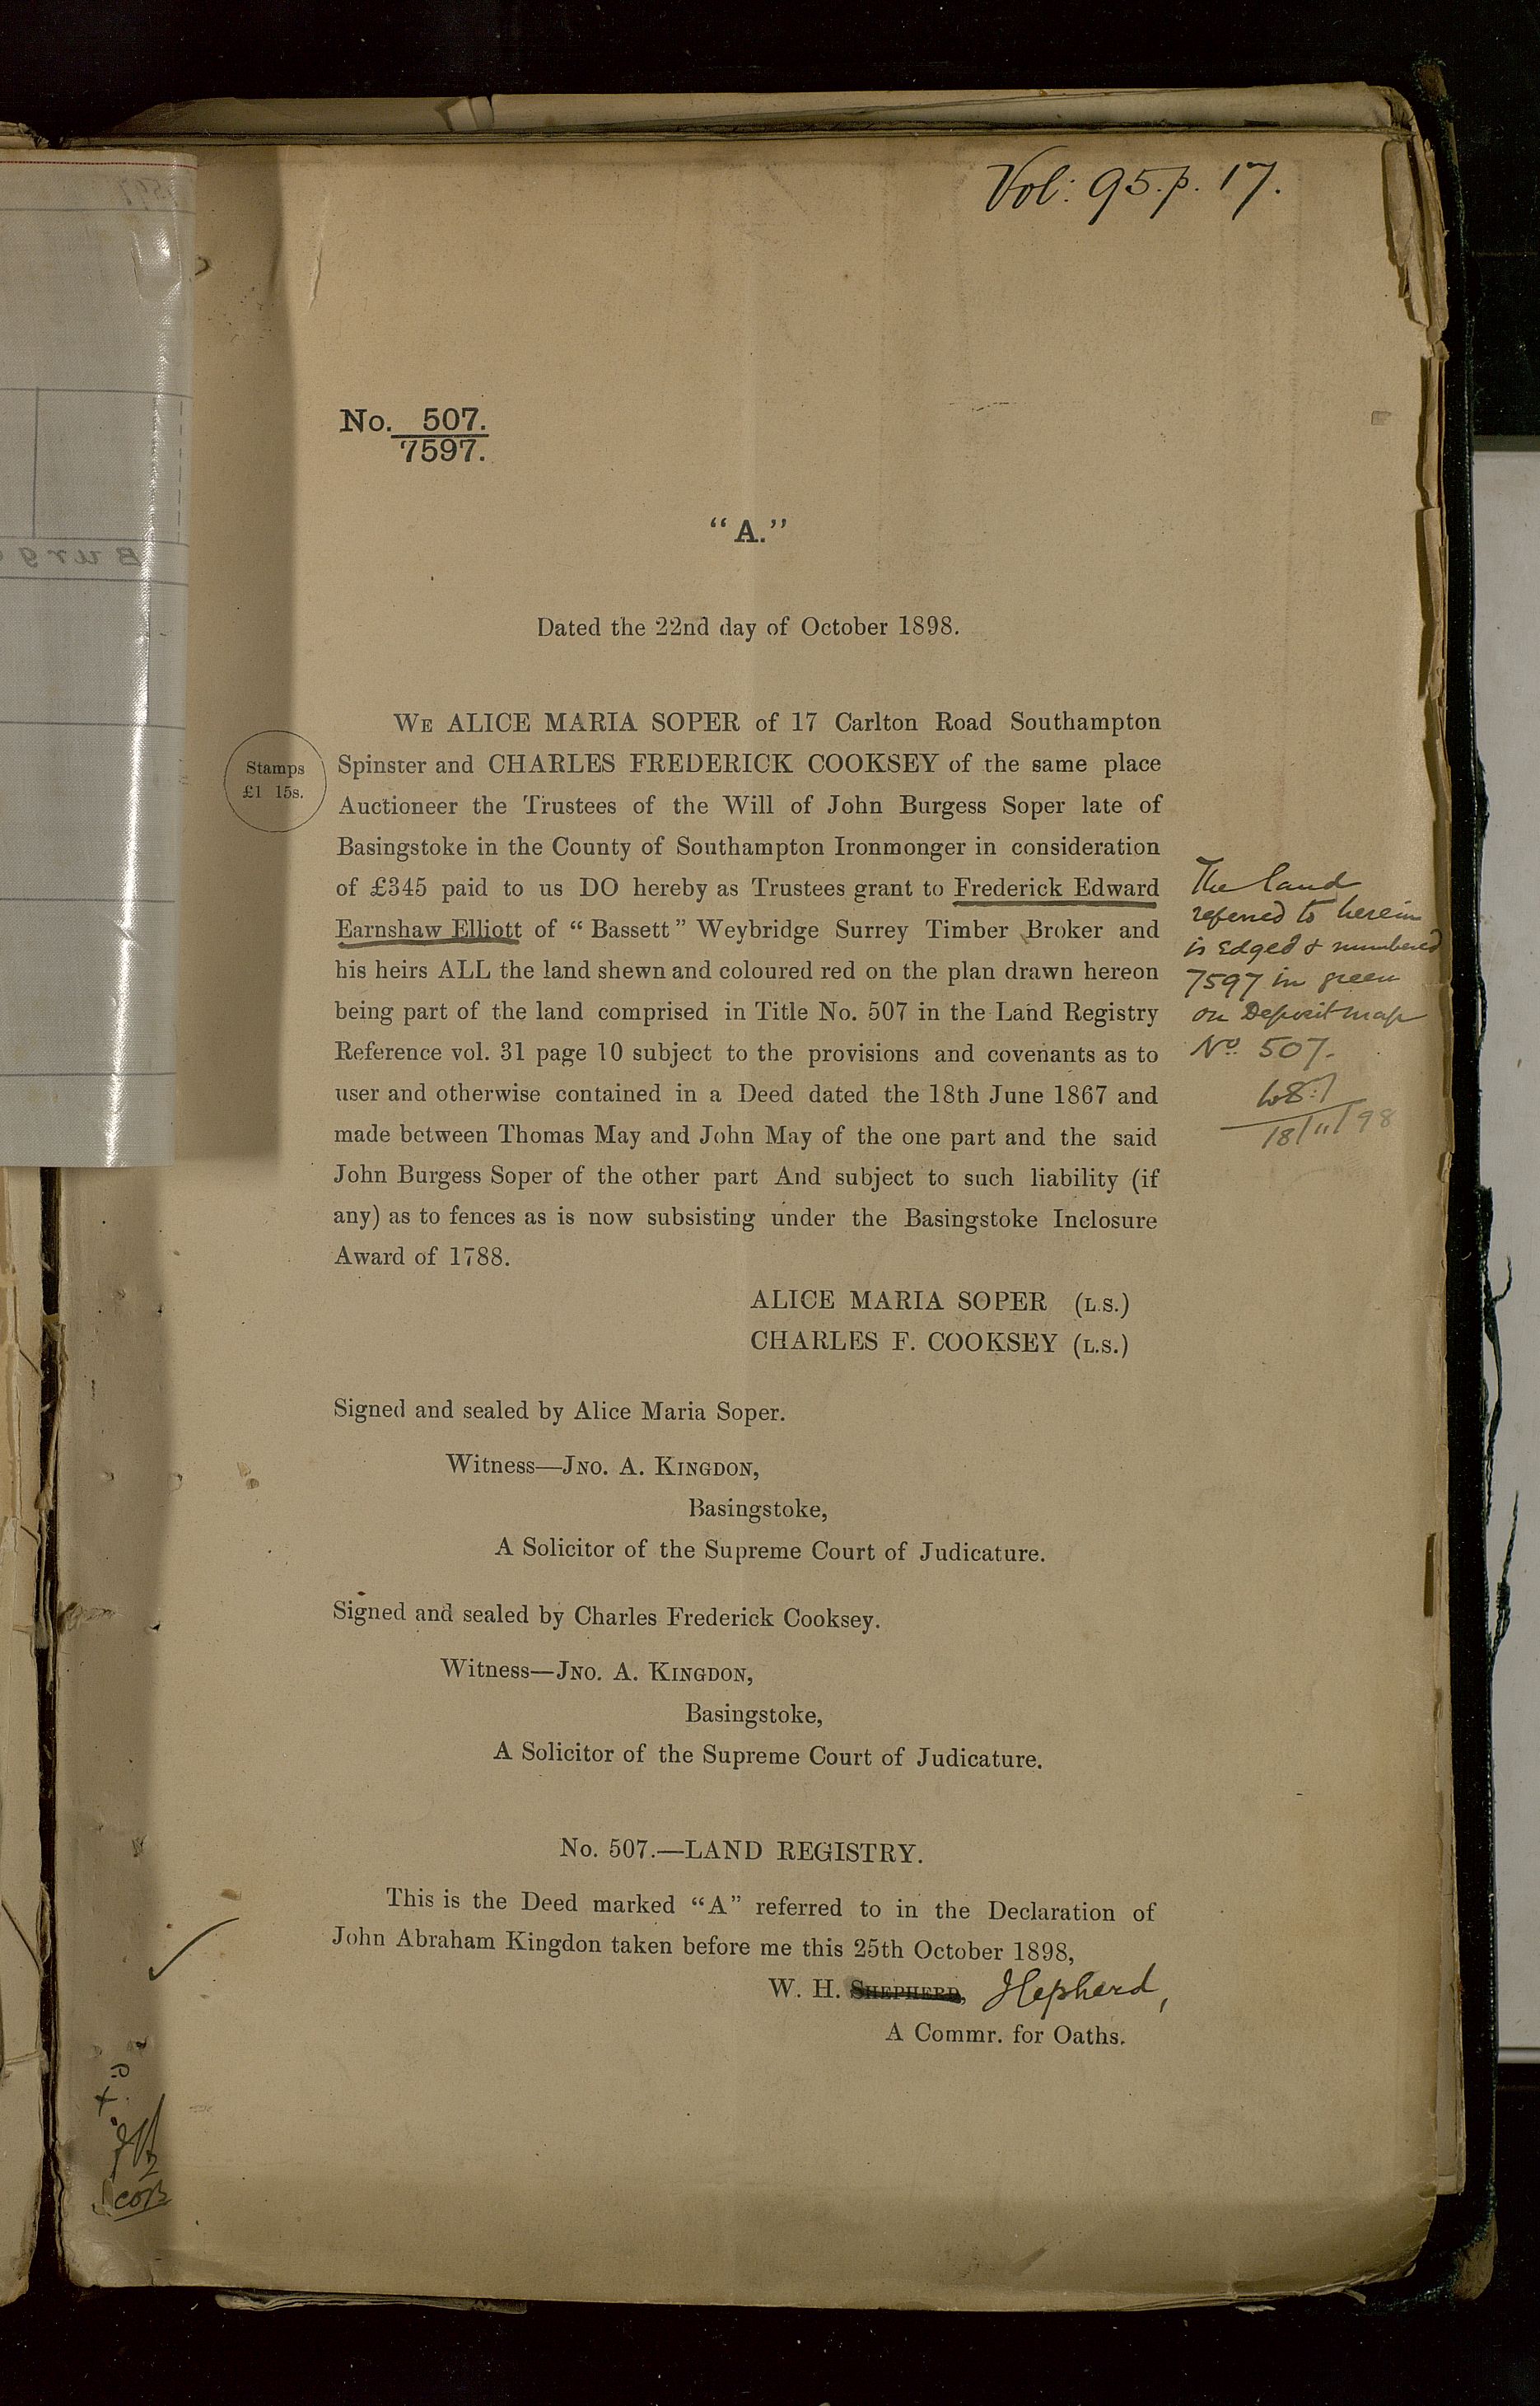 Vol: 95. p. 17.
No. 507.
7597.
"A."
Dated the 22nd day of October 1898.
WE ALICE MARIA SOPER of 17 Carlton Road Southampton
Spinster and CHARLES FREDERICK COOKSEY of the same place
Auctioneer the Trustees of the Will of John Burgess Soper late of
Basingstoke in the County of Southampton Ironmonger in consideration
of £345 paid to us DO hereby as Trustees grant to Frederick Edward
Earnshaw Elliott of "Bassett" Weybridge Surrey Timber Broker and
his heirs ALL the land shewn and coloured red on the plan drawn hereon
being part of the land comprised in Title No. 507 in the Land Registry
Reference vol. 31 page 10 subject to the provisions and covenants as to
user and otherwise contained in a Deed dated the 18th June 1867 and
made between Thomas May and John May of the one part and the said
John Burgess Soper of the other part And subject to such liability (if
any) as to fences as is now subsisting under the Basingstoke Inclosure
Award of 1788.
Stamps
£1 15s.
The land
referred to herein
is edged & numbered
7597 in green
on Deposit map
No. 507.
18/11/98
ALICE MARIA SOPER (L.S.)
CHARLES F. COOKSEY (L.S.)
Signed and sealed by Alice Maria Soper.
Witness—JNO. A. KINGDON,
Basingstoke,
A Solicitor of the Supreme Court of Judicature.
Signed and sealed by Charles Frederick Cooksey.
Witness—JNO. A. KINGDON,
Basingstoke,
A Solicitor of the Supreme Court of Judicature.
No. 507.—LAND REGISTRY.
This is the Deed marked "A" referred to in the Declaration of
John Abraham Kingdon taken before me this 25th October 1898,
W. H. SHEPHERD, Hepherd,
A Commr. for Oaths.